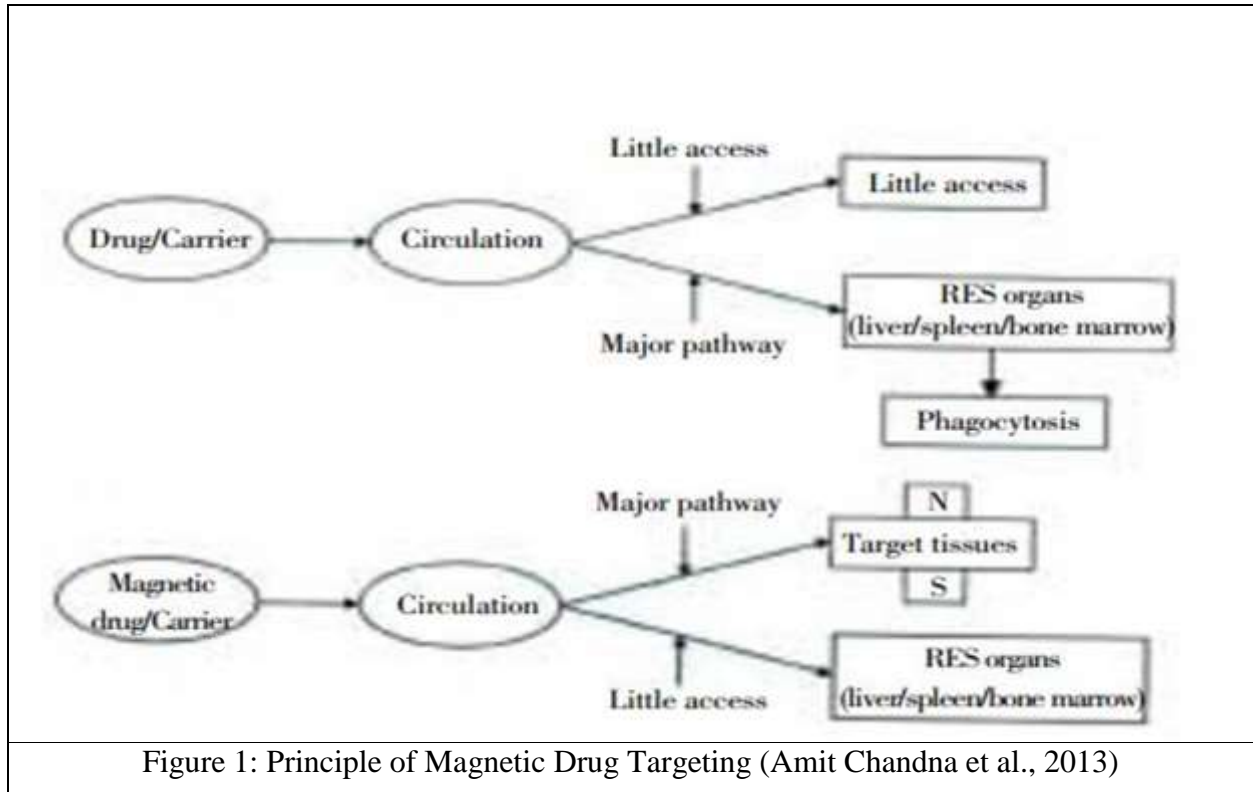 Little access
Little access
Drug/Carrier
Circulation
RES organs
(liver/spleen/bone marrow)
Major pathway
Phagocytosis
Major pathway
N
Target tissues
S
Magnetic
drug/Carrier
Circulation
RES organs
(liver/spleen/bone marrow)
Little access
Figure 1: Principle of Magnetic Drug Targeting (Amit Chandna et al., 2013)